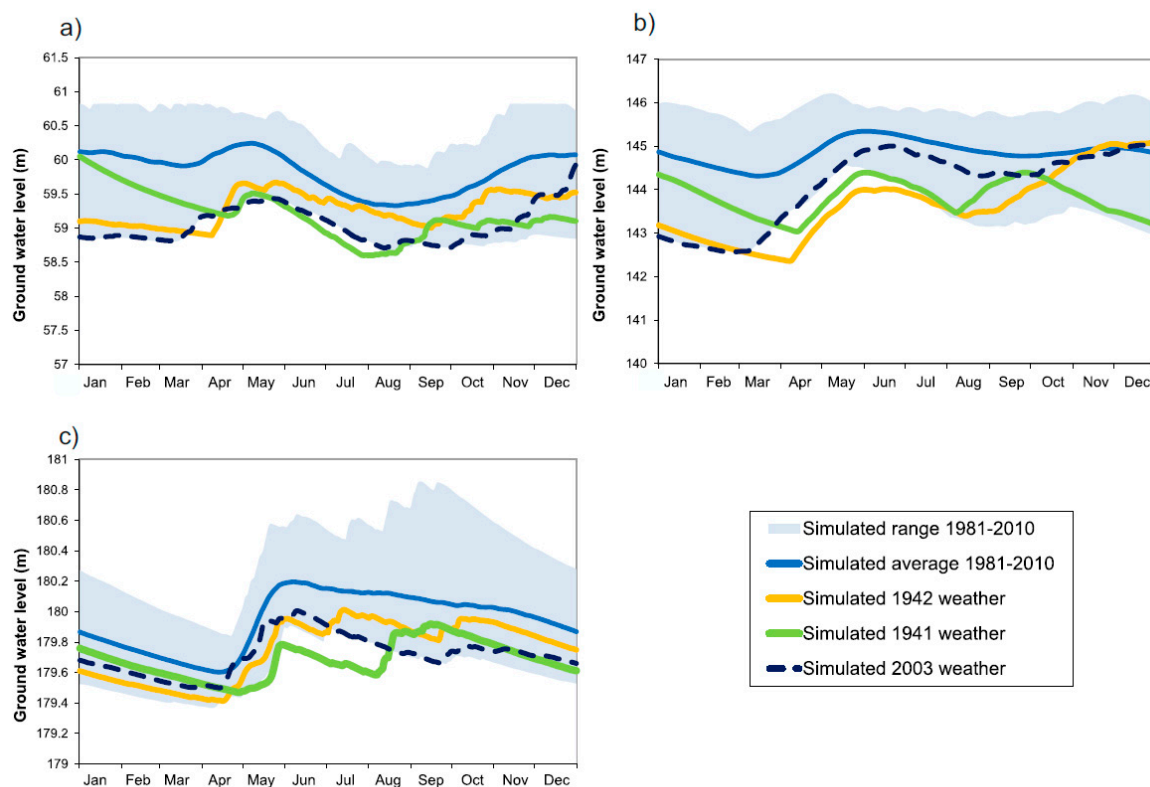 a)
Ground water level (m)
61.5
61
60.5
60
59.5
59
58.5
58
57.5
57
Jan Feb Mar Apr May Jun Jul Aug Sep Oct Nov Dec
b)
Ground water level (m)
147
146
145
144
143
142
141
140
Jan Feb Mar Apr May Jun Jul Aug Sep Oct Nov Dec
c)
Ground water level (m)
181
180.8
180.6
180.4
180.2
180
179.8
179.6
179.4
179.2
179
Jan Feb Mar Apr May Jun Jul Aug Sep Oct Nov Dec
Simulated range 1981-2010
Simulated average 1981-2010
Simulated 1942 weather
Simulated 1941 weather
Simulated 2003 weather